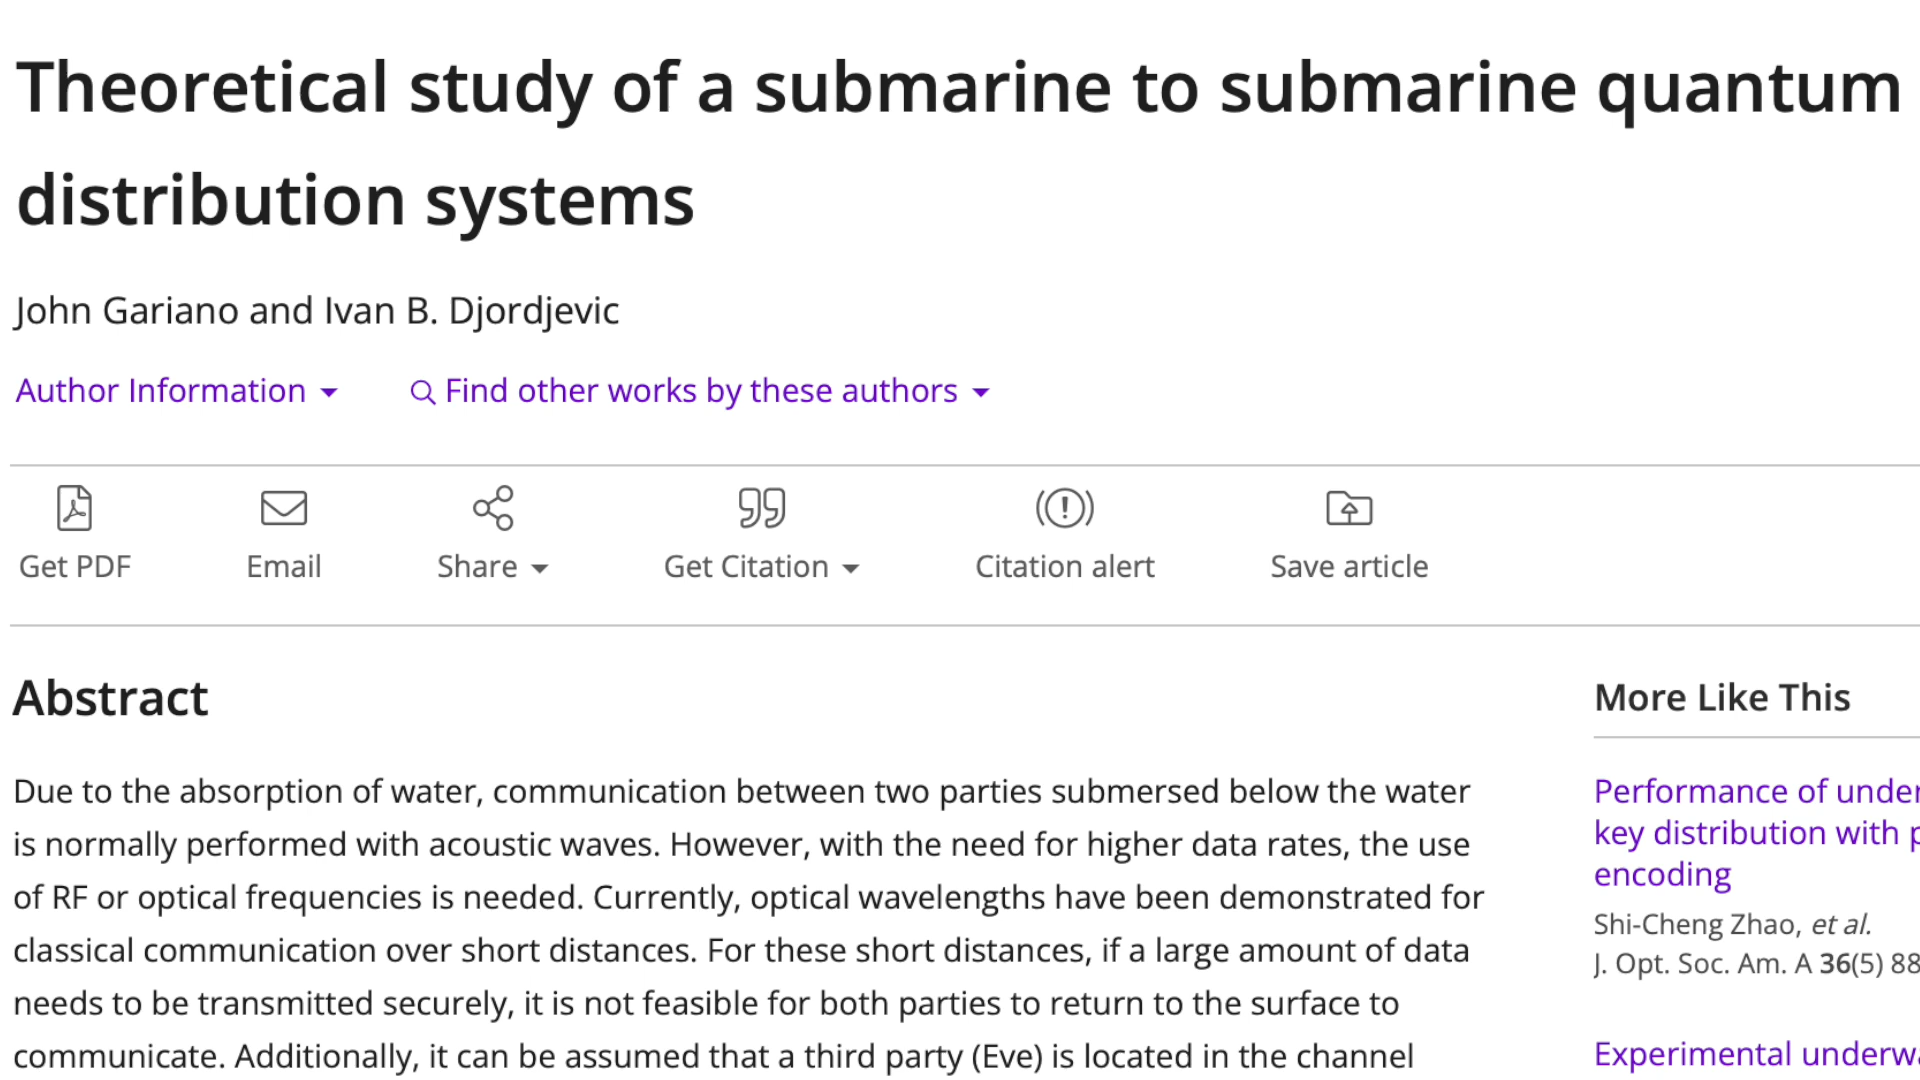 Theoretical study of a submarine to submarine quantum
distribution systems
John Gariano and Ivan B. Djordjevic
Author Information Find other works by these authors
Get PDF Email Share Get Citation Citation alert Save article
Abstract
Due to the absorption of water, communication between two parties submersed below the water
is normally performed with acoustic waves. However, with the need for higher data rates, the use
of RF or optical frequencies is needed. Currently, optical wavelengths have been demonstrated for
classical communication over short distances. For these short distances, if a large amount of data
needs to be transmitted securely, it is not feasible for both parties to return to the surface to
communicate. Additionally, it can be assumed that a third party (Eve) is located in the channel
More Like This
Performance of
key distribution with
encoding
Shi-Cheng Zhao, et al.
J. Opt. Soc. Am. A 36(5) 88
Experimental